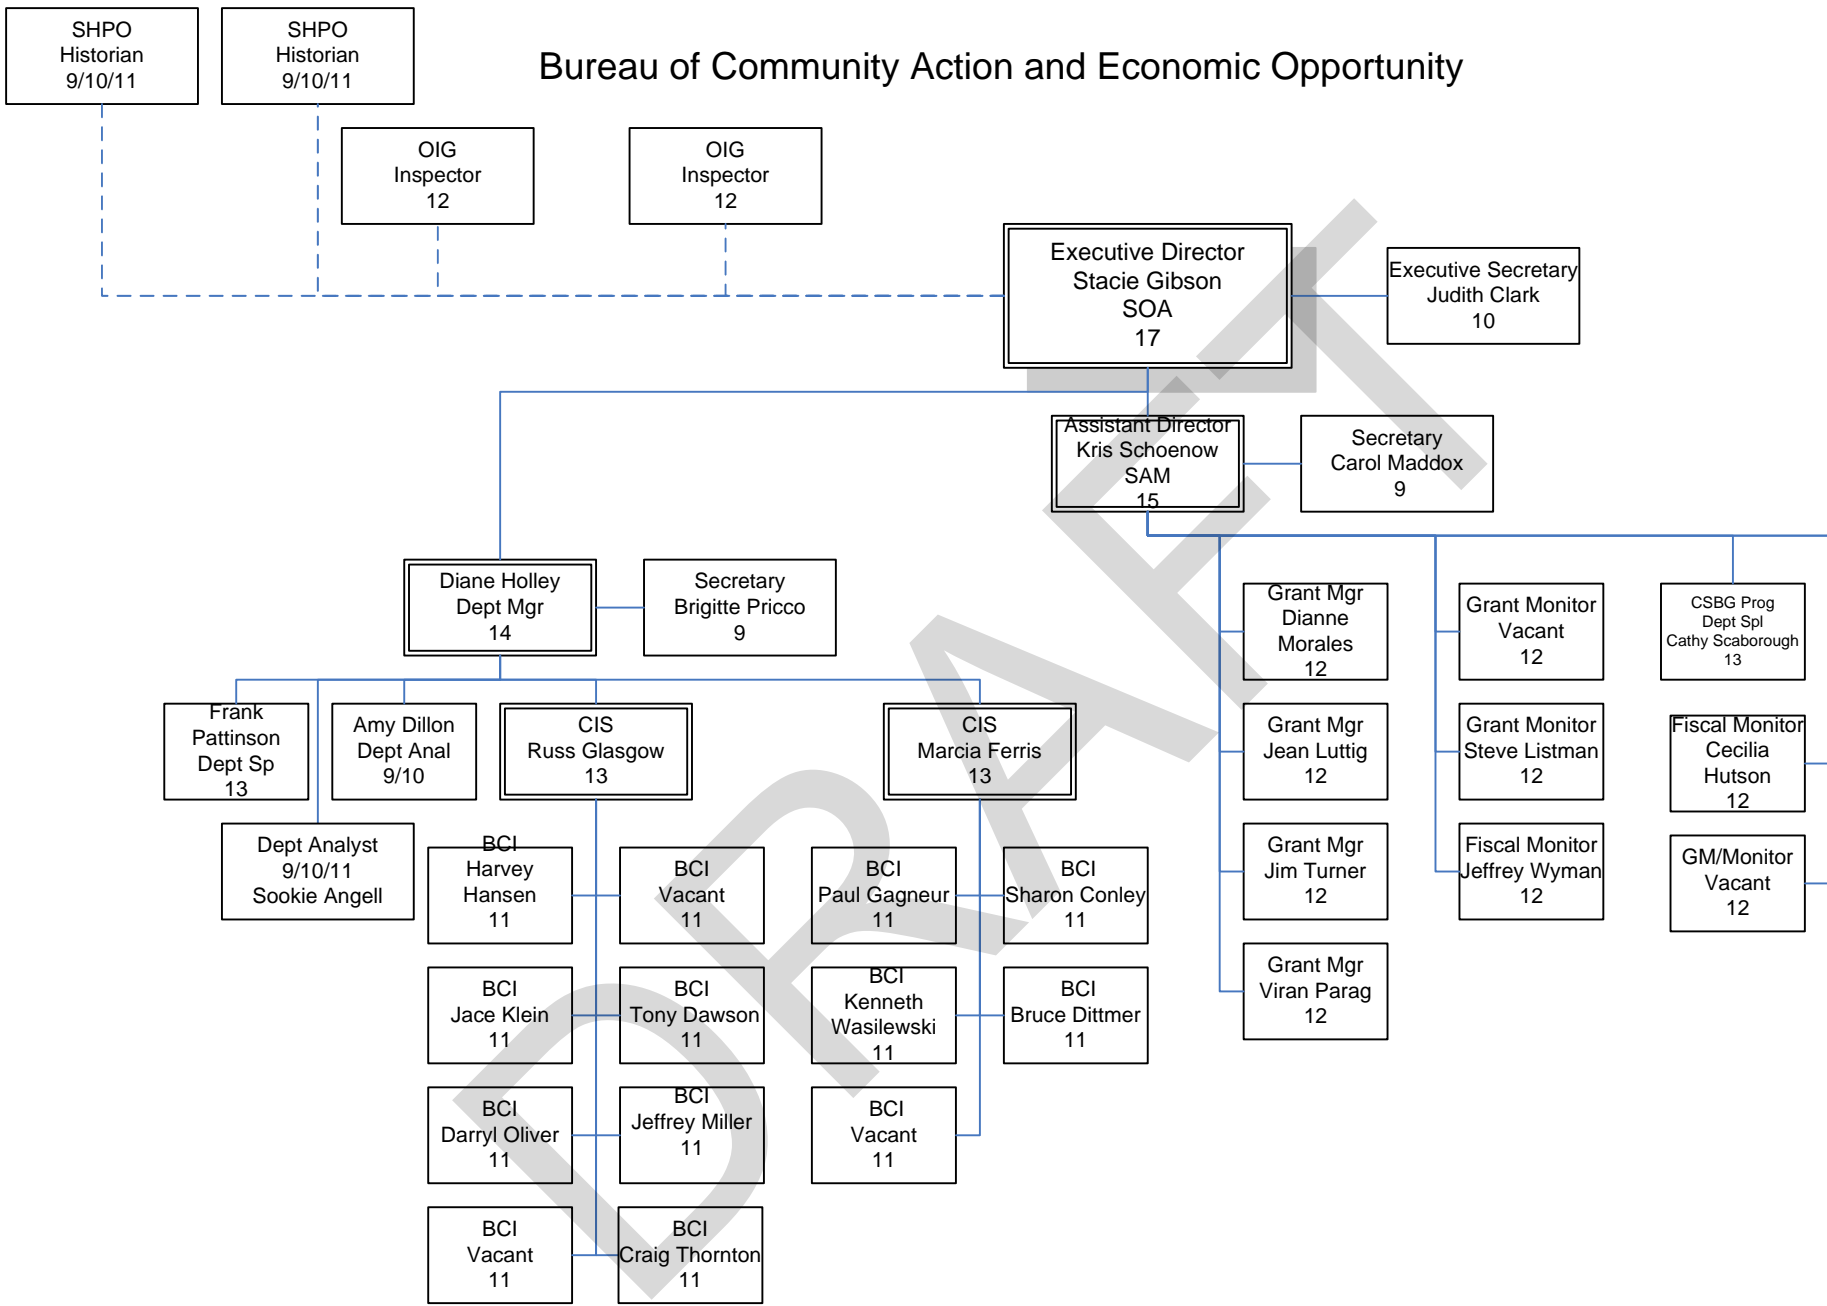 SHPO
Historian
9/10/11
SHPO
Historian
9/10/11
Bureau of Community Action and Economic Opportunity
OIG
Inspector
12
OIG
Inspector
12
Executive Director
Stacie Gibson
SOA
17
Executive Secretary
Judith Clark
10
Assistant Director
Kris Schoenow
SAM
15
Secretary
Carol Maddox
9
Diane Holley
Dept Mgr
14
Secretary
Brigitte Pricco
9
Grant Mgr
Dianne
Morales
12
Grant Monitor
Vacant
12
CSBG Prog
Dept Spl
Cathy Scaborough
13
Frank
Pattinson
Dept Sp
13
Amy Dillon
Dept Anal
9/10
CIS
Russ Glasgow
13
CIS
Marcia Ferris
13
Grant Mgr
Jean Luttig
12
Grant Monitor
Steve Listman
12
Fiscal Monitor
Cecilia
Hutson
12
Dept Analyst
9/10/11
Sookie Angell
BCI
Harvey
Hansen
11
BCI
Vacant
11
BCI
Paul Gagneur
11
BCI
Sharon Conley
11
Grant Mgr
Jim Turner
12
Fiscal Monitor
Jeffrey Wyman
12
GM/Monitor
Vacant
12
BCI
Jace Klein
11
BCI
Tony Dawson
11
BCI
Kenneth
Wasilewski
11
BCI
Bruce Dittmer
11
Grant Mgr
Viran Parag
12
BCI
Darryl Oliver
11
BCI
Jeffrey Miller
11
BCI
Vacant
11
BCI
Vacant
11
BCI
Craig Thornton
11
DRAFT